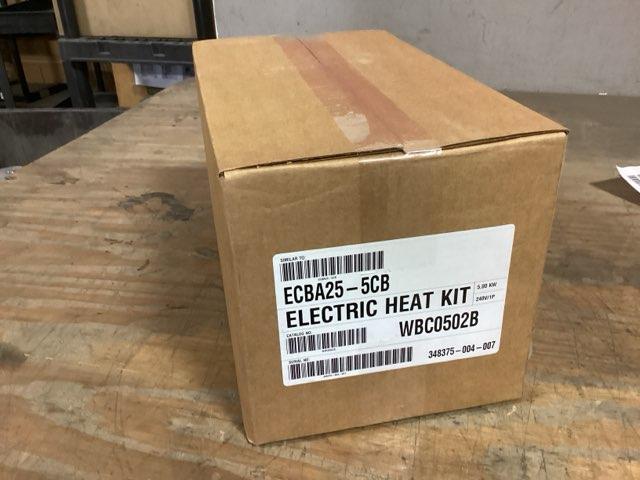 SIMILAR TO
ECBA25-5CB
ELECTRIC HEAT KIT
5.00 KW
240V/1P
CATALOG NO.
WBC0502B
SERIAL NO.
348375-004-007